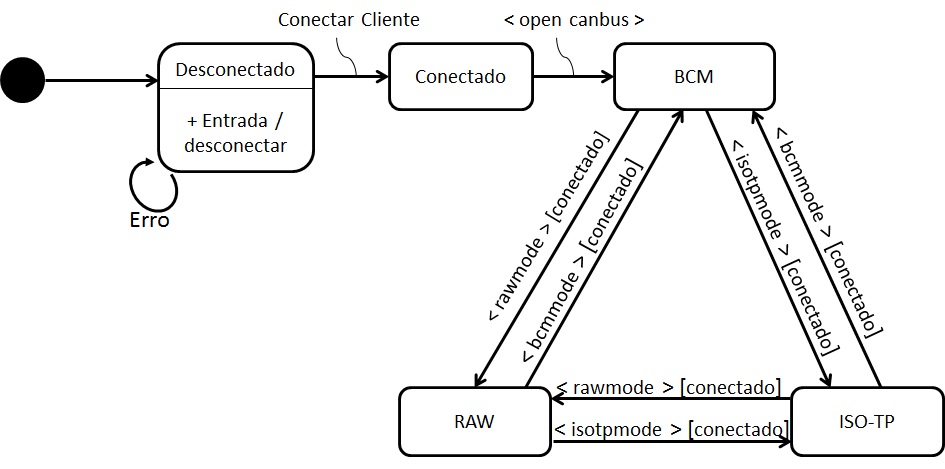 Conectar Cliente
< open canbus >
Desconectado
+ Entrada /
desconectar
Conectado
BCM
Erro
< rawmode > [conectado]
< bcmmode > [conectado]
< isotpmode > [conectado]
< bcmmode > [conectado]
< rawmode > [conectado]
< isotpmode > [conectado]
RAW
ISO-TP